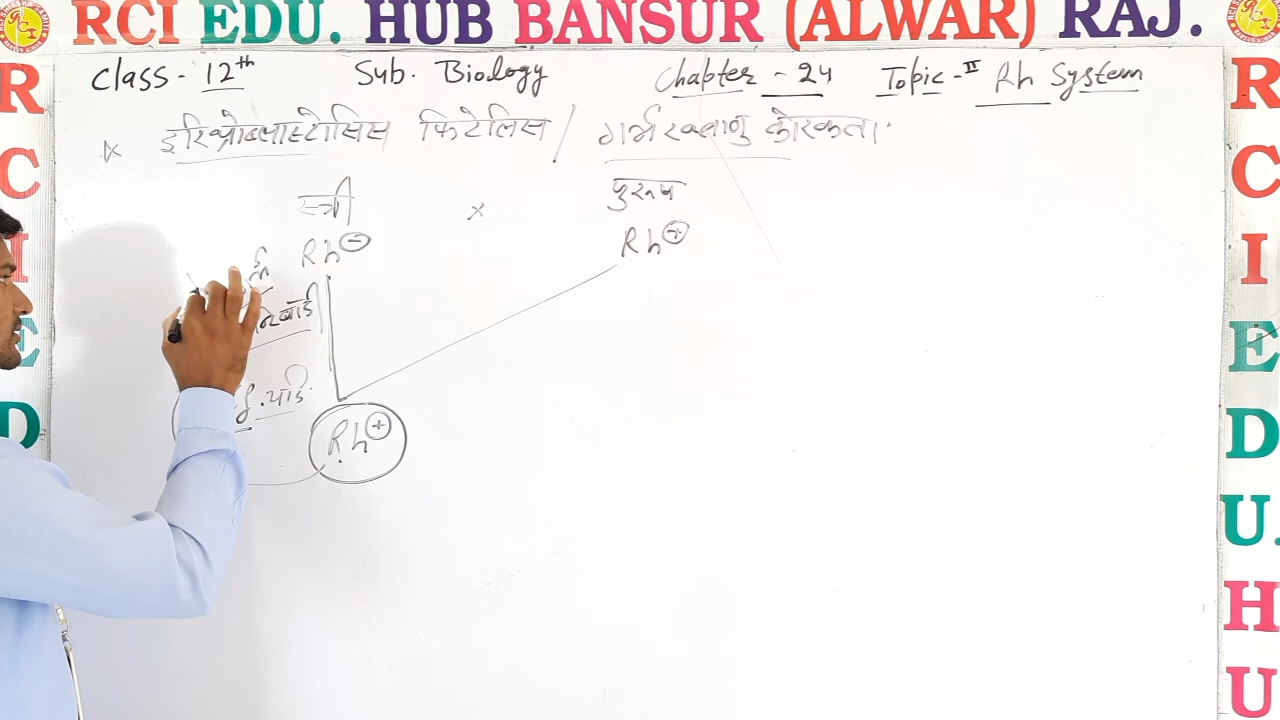 RCI EDU. HUB BANSUR (ALWAR) RAJ.
Class - 12th Sub. Biology Chapter - 24 Topic - II Rh System
इरिथ्रोब्लास्टोसिस फिटेलिस / गर्भ रक्ताणु कोरकता।
स्त्री × पुरुष
Rh - Rh +
Rh +
R
C
I
E
D
R
C
I
E
D
U.
H
U